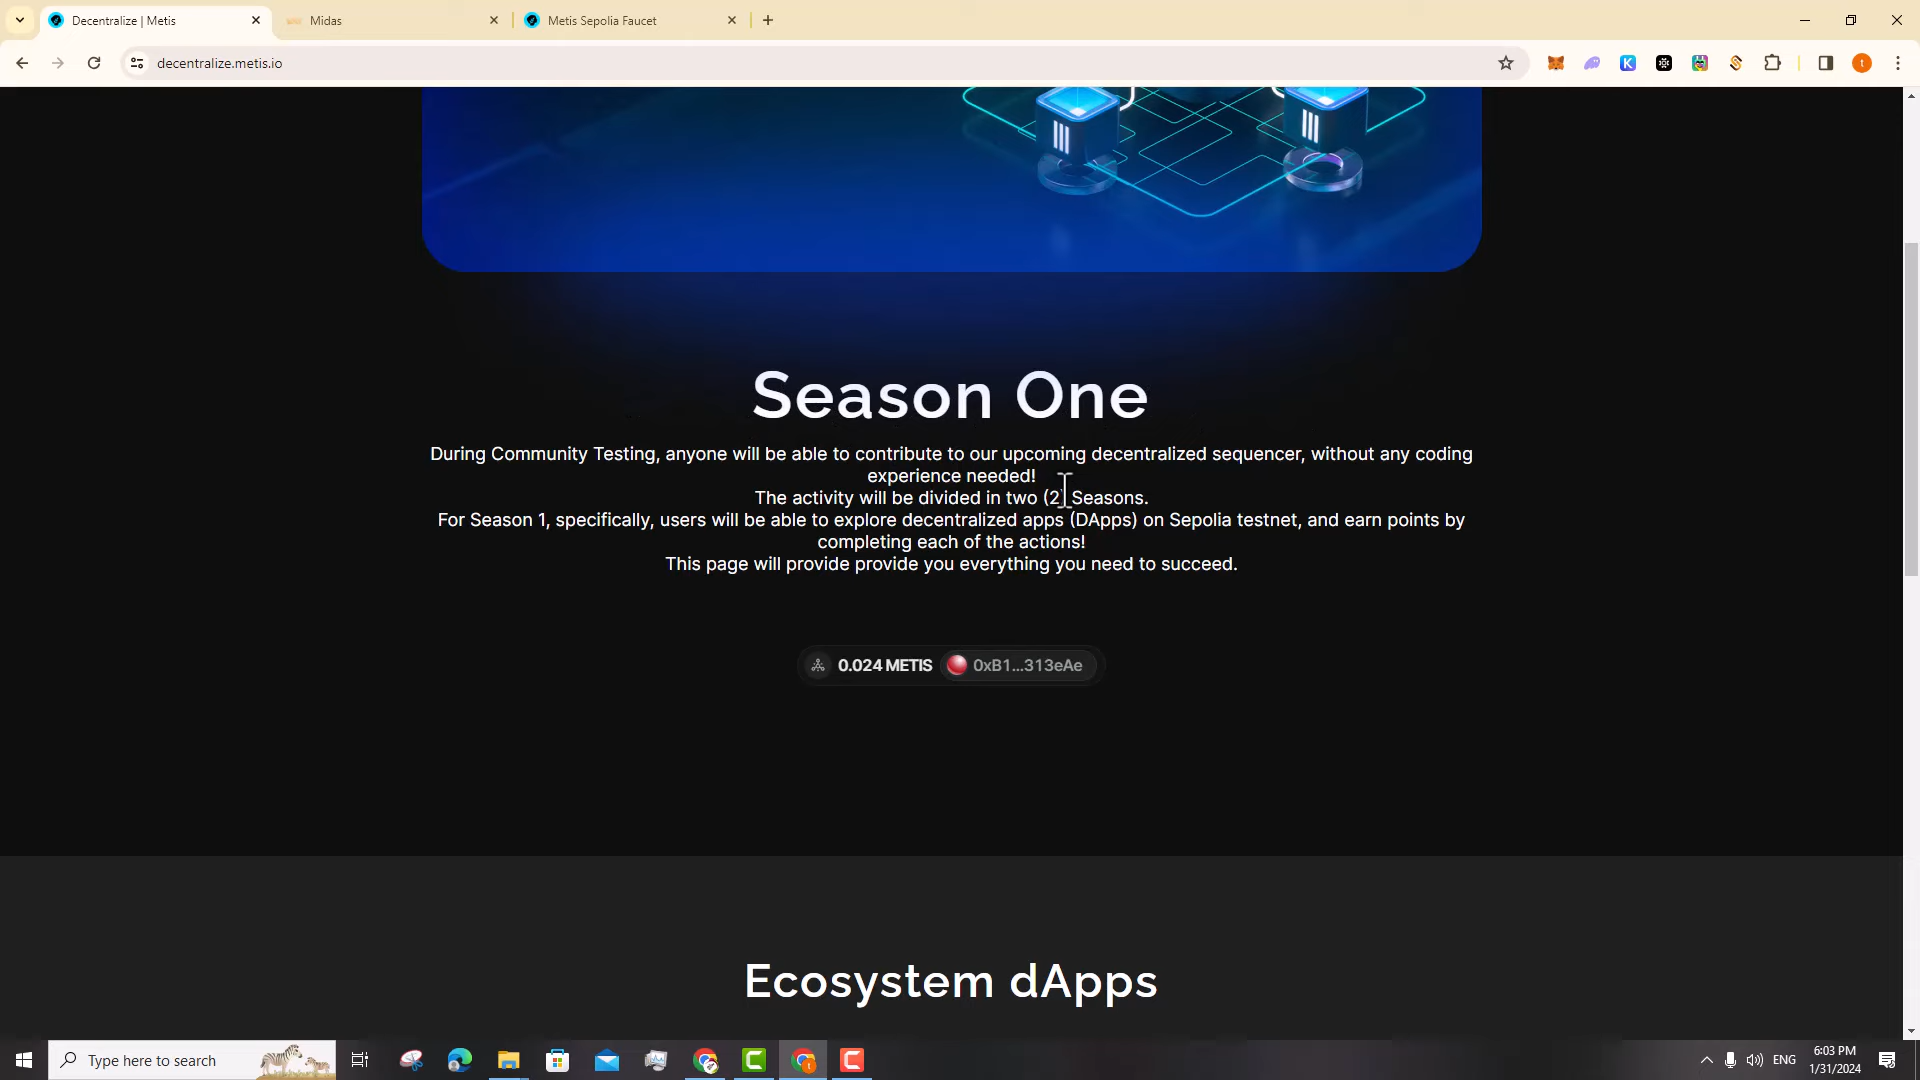 Decentralize | Metis
Midas
Metis Sepolia Faucet
decentralize.metis.io
Season One
During Community Testing, anyone will be able to contribute to our upcoming decentralized sequencer, without any coding
experience needed!
The activity will be divided in two (2) Seasons.
For Season 1, specifically, users will be able to explore decentralized apps (DApps) on Sepolia testnet, and earn points by
completing each of the actions!
This page will provide provide you everything you need to succeed.
0.024 METIS 0xB1...313eAe
Ecosystem dApps
Type here to search
ENG
6:03 PM
1/31/2024